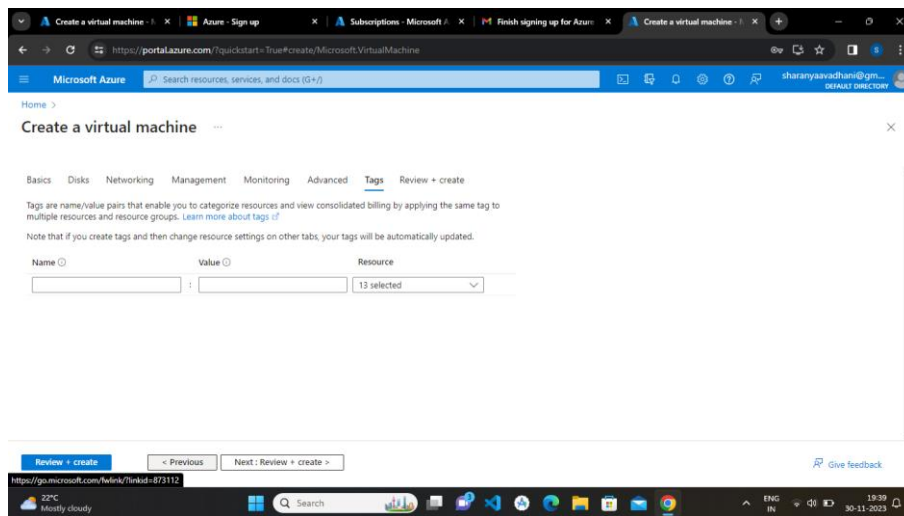 Create a virtual machine -
Azure - Sign up
Subscriptions - Microsoft A
Finish signing up for Azure
Create a virtual machine -
https://portal.azure.com/?quickstart=True#create/Microsoft.VirtualMachine
S
Microsoft Azure
Search resources, services, and docs (G+/)
sharanyaavadhani@gm...
DEFAULT DIRECTORY
Home >
Create a virtual machine ...
Basics Disks Networking Management Monitoring Advanced Tags Review + create
Tags are name/value pairs that enable you to categorize resources and view consolidated billing by applying the same tag to
multiple resources and resource groups. Learn more about tags
Note that if you create tags and then change resource settings on other tabs, your tags will be automatically updated.
Name Value Resource
: 13 selected
Review + create < Previous Next : Review + create > Give feedback
https://go.microsoft.com/fwlink/?linkid=873112
22°C
Mostly cloudy
Search
ENG
IN
19:39
30-11-2023